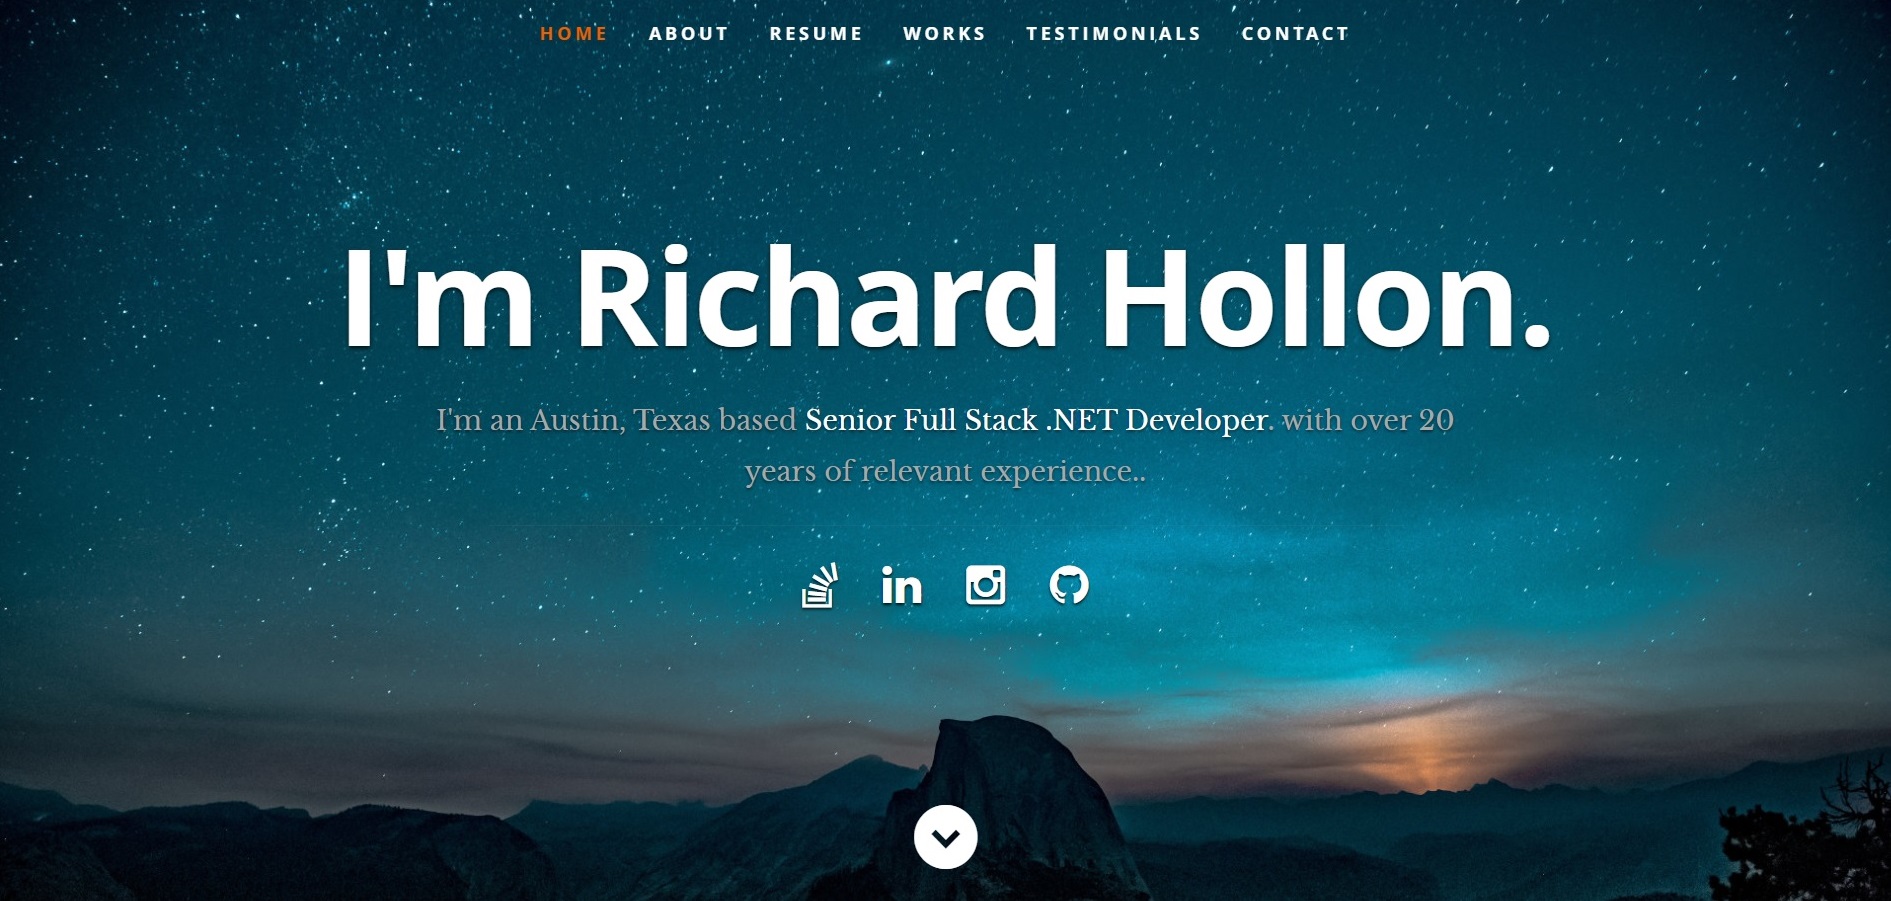 HOME ABOUT RESUME WORKS TESTIMONIALS CONTACT
I'm Richard Hollon.
I'm an Austin, Texas based Senior Full Stack .NET Developer. with over 20
years of relevant experience..
in